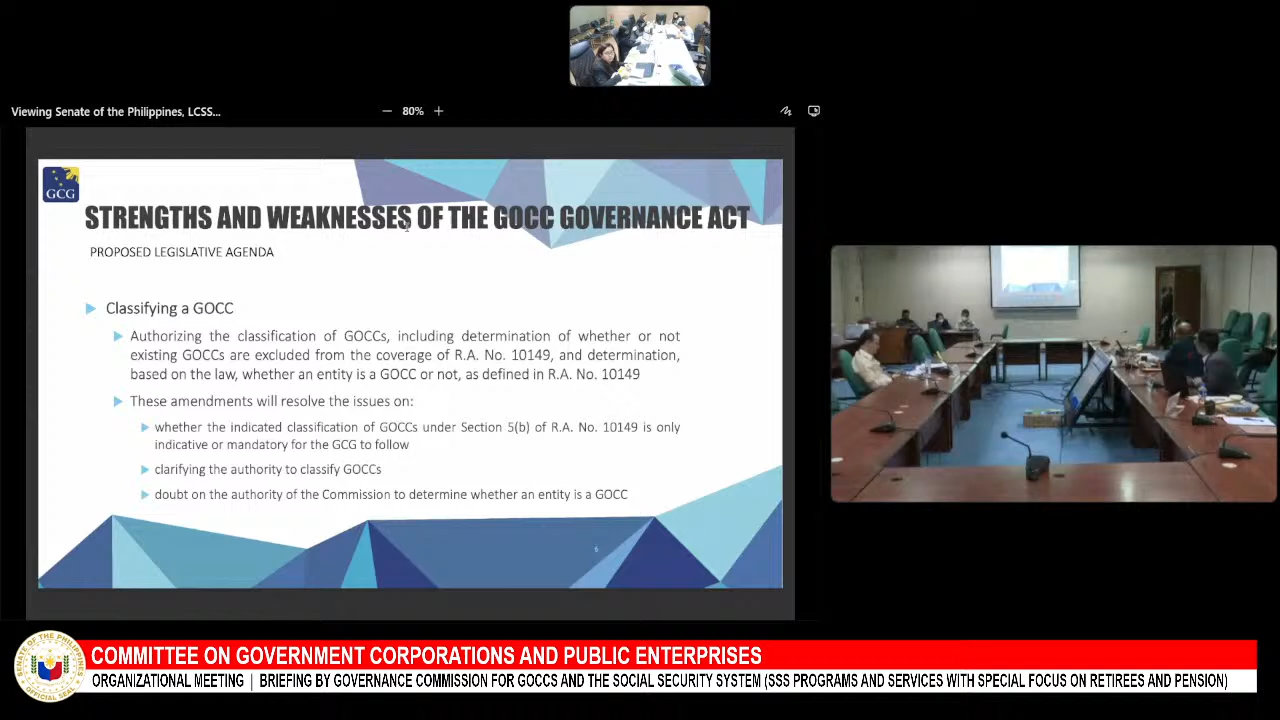 Viewing Senate of the Philippines, LCSS...
80%
GCG
STRENGTHS AND WEAKNESSES OF THE GOCC GOVERNANCE ACT
PROPOSED LEGISLATIVE AGENDA
Classifying a GOCC
Authorizing the classification of GOCCs, including determination of whether or not
existing GOCCs are excluded from the coverage of R.A. No. 10149, and determination,
based on the law, whether an entity is a GOCC or not, as defined in R.A. No. 10149
These amendments will resolve the issues on:
whether the indicated classification of GOCCs under Section 5(b) of R.A. No. 10149 is only
indicative or mandatory for the GCG to follow
clarifying the authority to classify GOCCs
doubt on the authority of the Commission to determine whether an entity is a GOCC
6
SENATE OF THE PHILIPPINES
OFFICIAL SEAL
COMMITTEE ON GOVERNMENT CORPORATIONS AND PUBLIC ENTERPRISES
ORGANIZATIONAL MEETING | BRIEFING BY GOVERNANCE COMMISSION FOR GOCCS AND THE SOCIAL SECURITY SYSTEM (SSS PROGRAMS AND SERVICES WITH SPECIAL FOCUS ON RETIREES AND PENSION)